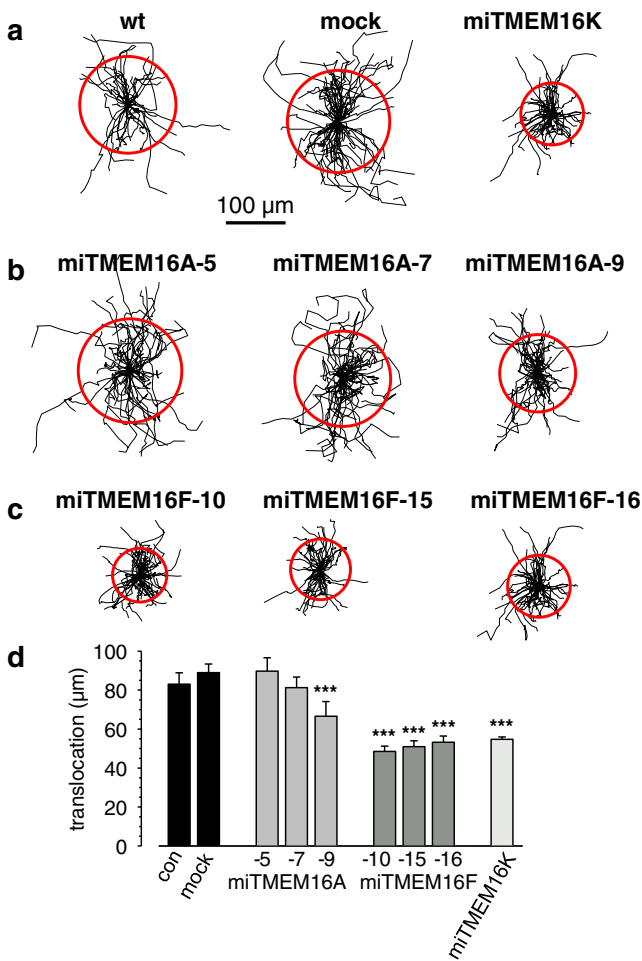 a
wt mock miTMEM16K
100 µm
b
miTMEM16A-5 miTMEM16A-7 miTMEM16A-9
c
miTMEM16F-10 miTMEM16F-15 miTMEM16F-16
d
translocation (µm)
100
80
60
40
20
0
***
*** *** ***
***
con mock -5 -7 -9 -10 -15 -16
miTMEM16A miTMEM16F miTMEM16K